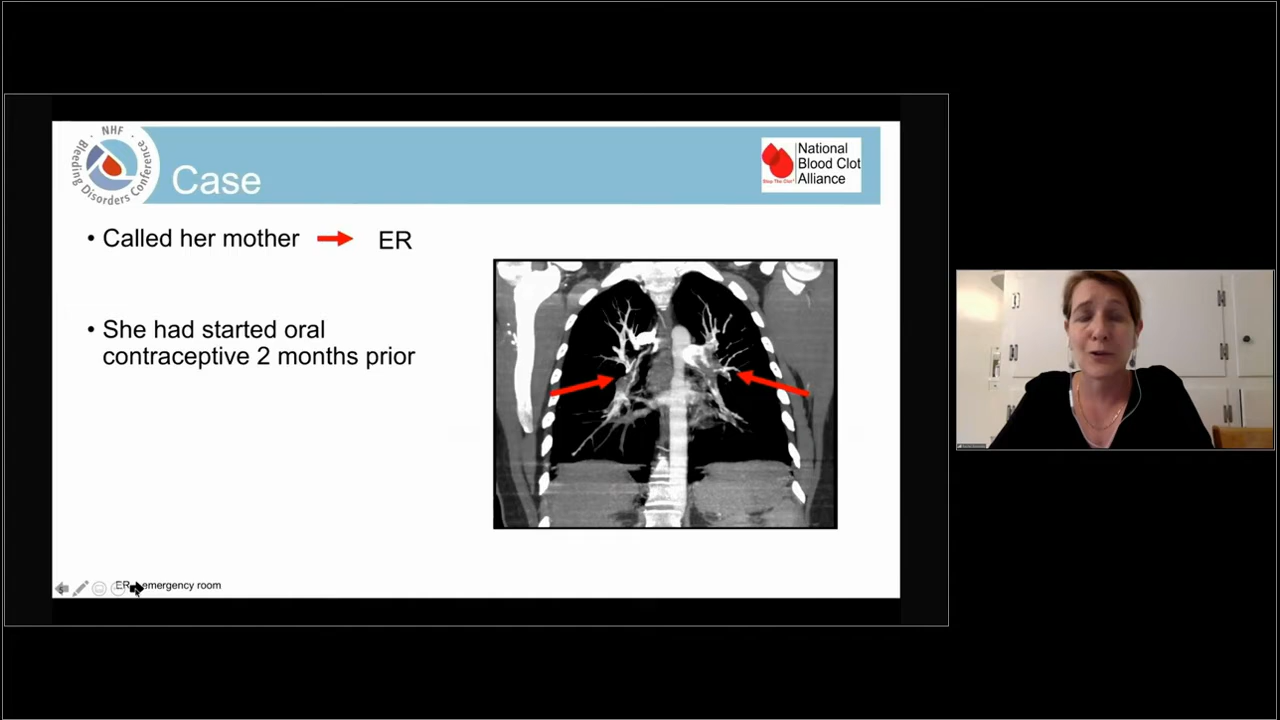 NHF
Bleeding Disorders Conference
Case
National
Blood Clot
Alliance
Stop The Clot
• Called her mother
ER
• She had started oral
contraceptive 2 months prior
ER emergency room